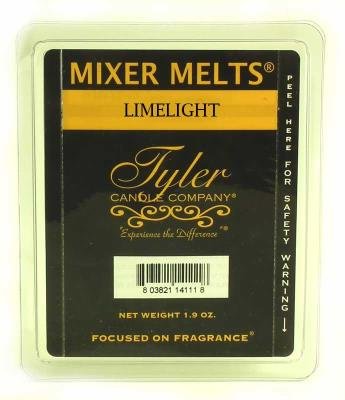 MIXER MELTS®
LIMELIGHT
Tyler
CANDLE COMPANY®
"Experience the Difference"®
8 03821 14111 8
NET WEIGHT 1.9 OZ.
FOCUSED ON FRAGRANCE®
PEEL HERE FOR SAFETY WARNING →